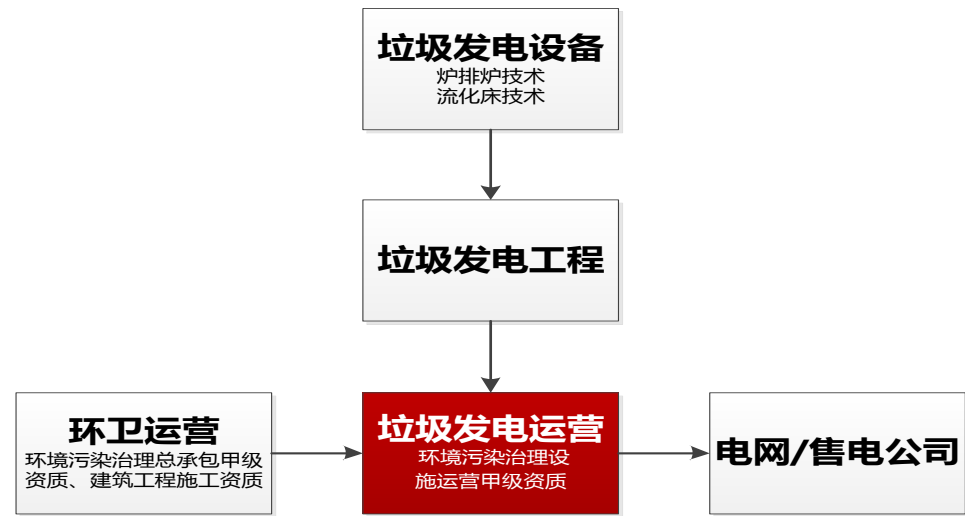 垃圾发电设备
炉排炉技术
流化床技术
垃圾发电工程
环卫运营
环境污染治理总承包甲级
资质、建筑工程施工资质
垃圾发电运营
环境污染治理设
施运营甲级资质
电网/售电公司